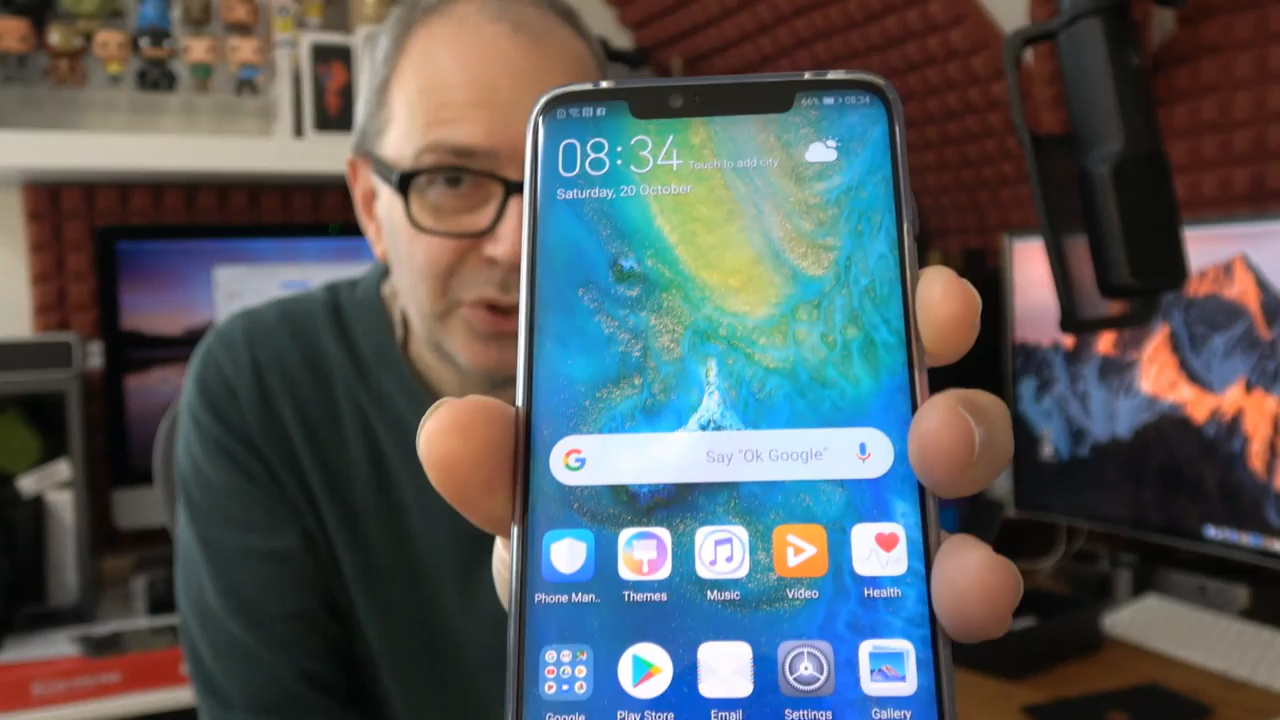 66% 08:34
08:34 Touch to add city
Saturday, 20 October
Say "Ok Google"
Phone Man.. Themes Music Video Health
Google Play Store Email Settings Gallery